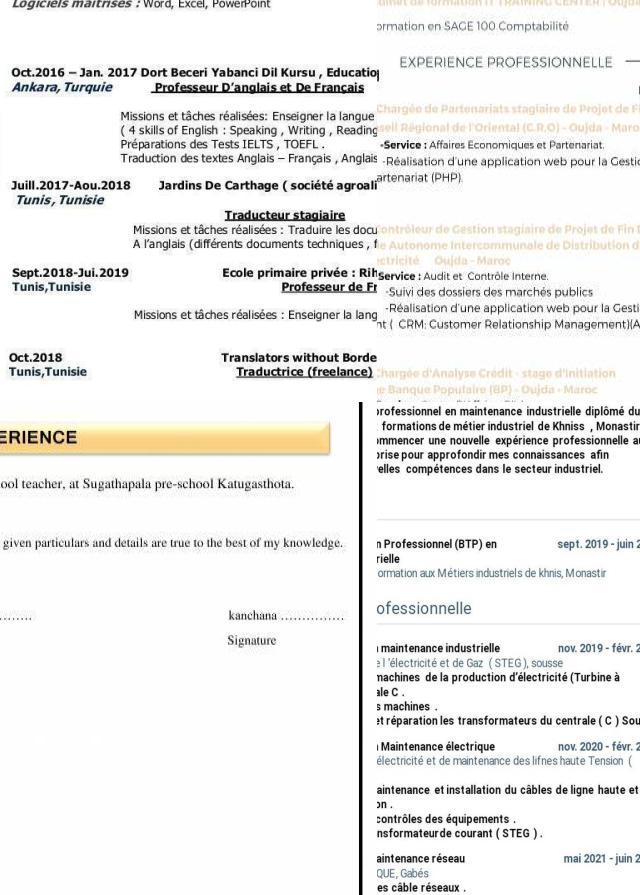 Logiciels maitrisés : Word, Excel, PowerPoint
Oct.2016 – Jan. 2017 Dort Beceri Yabanci Dil Kursu , Educatio
Ankara, Turquie Professeur D'anglais et De Français
Missions et tâches réalisées: Enseigner la langue
( 4 skills of English : Speaking , Writing , Reading
Préparations des Tests IELTS , TOEFL .
Traduction des textes Anglais – Français , Anglais
Juill.2017-Aou.2018 Jardins De Carthage ( société agroali
Tunis, Tunisie
Traducteur stagiaire
Missions et tâches réalisées : Traduire les docu
A l'anglais (différents documents techniques , f
Sept.2018-Jui.2019 Ecole primaire privée : Rih
Tunis,Tunisie Professeur de Fr
Missions et tâches réalisées : Enseigner la lang
Oct.2018 Translators without Borde
Tunis,Tunisie Traductrice (freelance)
binet de formation IT TRAINING CENTER | Oujda
ormation en SAGE 100 Comptabilité
EXPERIENCE PROFESSIONNELLE
Chargée de Partenariats stagiaire de Projet de Fi
seil Régional de l'Oriental (C.R.O) - Oujda - Maro
-Service : Affaires Economiques et Partenariat.
-Réalisation d'une application web pour la Gestio
artenariat (PHP).
Contrôleur de Gestion stagiaire de Projet de Fin D
e Autonome Intercommunale de Distribution d
ectricité Oujda - Maroc
Service : Audit et Contrôle Interne.
-Suivi des dossiers des marchés publics
-Réalisation d'une application web pour la Gesti
nt ( CRM: Customer Relationship Management)(A
Chargée d'Analyse Crédit - stage d'initiation
e Banque Populaire (BP) - Oujda - Maroc
ERIENCE
ool teacher, at Sugathapala pre-school Katugasthota.
given particulars and details are true to the best of my knowledge.
…….. kanchana ……………
Signature
professionnel en maintenance industrielle diplômé du
formations de métier industriel de Khniss , Monastir
ommencer une nouvelle expérience professionnelle au
prise pour approfondir mes connaissances afin
velles compétences dans le secteur industriel.
n Professionnel (BTP) en sept. 2019 - juin 2
rielle
ormation aux Métiers industriels de khnis, Monastir
ofessionnelle
maintenance industrielle nov. 2019 - févr. 2
e l 'électricité et de Gaz ( STEG ), sousse
machines de la production d'électricité (Turbine à
ale C .
s machines .
et réparation les transformateurs du centrale ( C ) Sou
Maintenance électrique nov. 2020 - févr. 2
électricité et de maintenance des lifnes haute Tension (
aintenance et installation du câbles de ligne haute et
on .
contrôles des équipements .
nsformateur de courant ( STEG ) .
aintenance réseau mai 2021 - juin 2
QUE, Gabés
es câble réseaux .